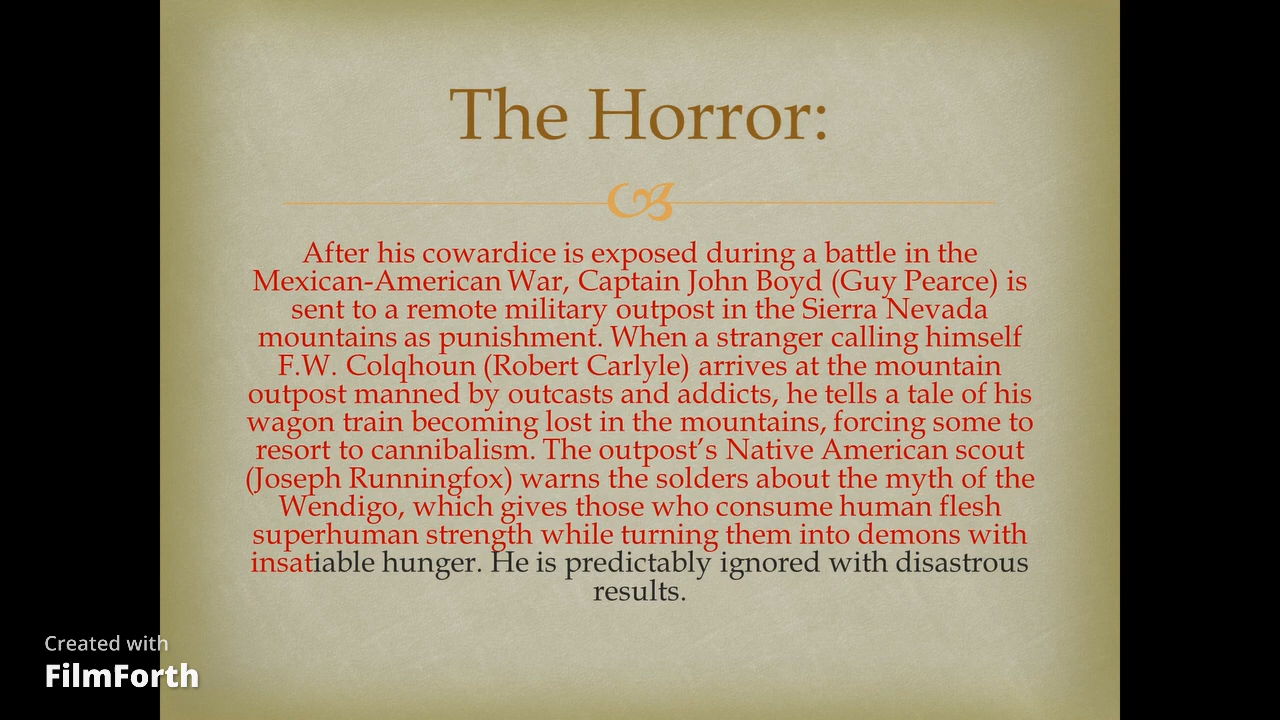 The Horror:
After his cowardice is exposed during a battle in the
Mexican-American War, Captain John Boyd (Guy Pearce) is
sent to a remote military outpost in the Sierra Nevada
mountains as punishment. When a stranger calling himself
F.W. Colqhoun (Robert Carlyle) arrives at the mountain
outpost manned by outcasts and addicts, he tells a tale of his
wagon train becoming lost in the mountains, forcing some to
resort to cannibalism. The outpost’s Native American scout
(Joseph Runningfox) warns the solders about the myth of the
Wendigo, which gives those who consume human flesh
superhuman strength while turning them into demons with
insatiable hunger. He is predictably ignored with disastrous
results.
Created with
FilmForth